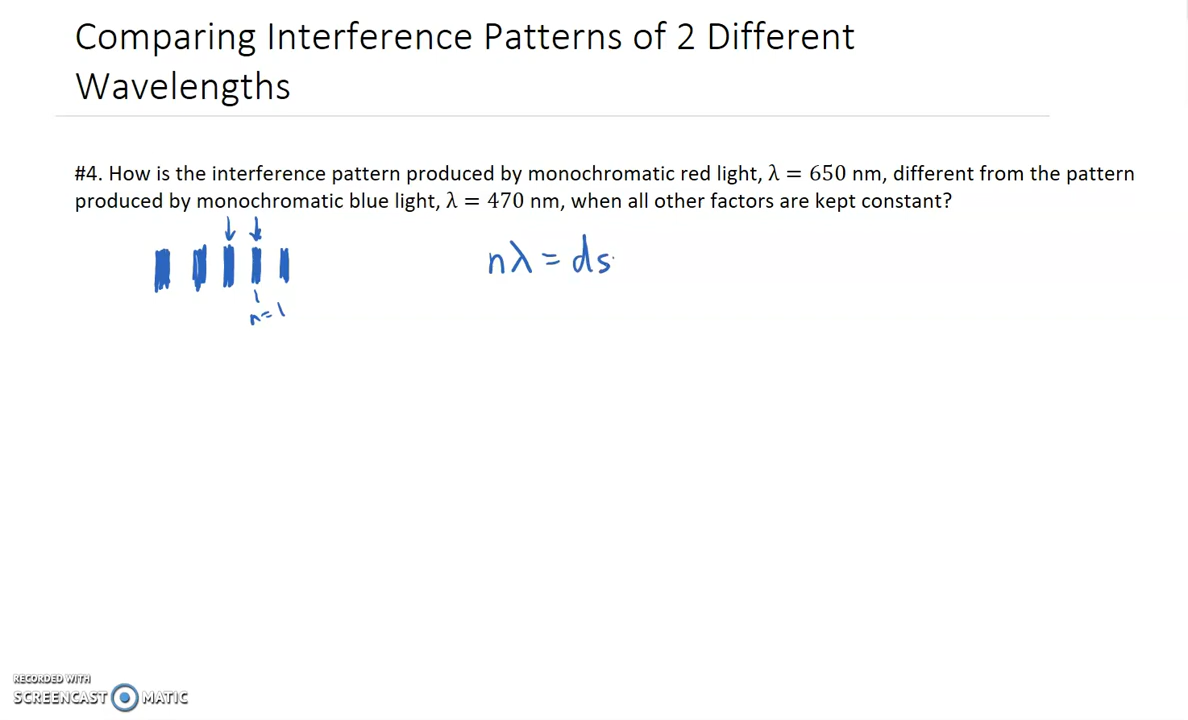 Comparing Interference Patterns of 2 Different
Wavelengths
#4. How is the interference pattern produced by monochromatic red light, λ = 650 nm, different from the pattern
produced by monochromatic blue light, λ = 470 nm, when all other factors are kept constant?
nλ = ds
n=1
RECORDED WITH
SCREENCAST MATIC